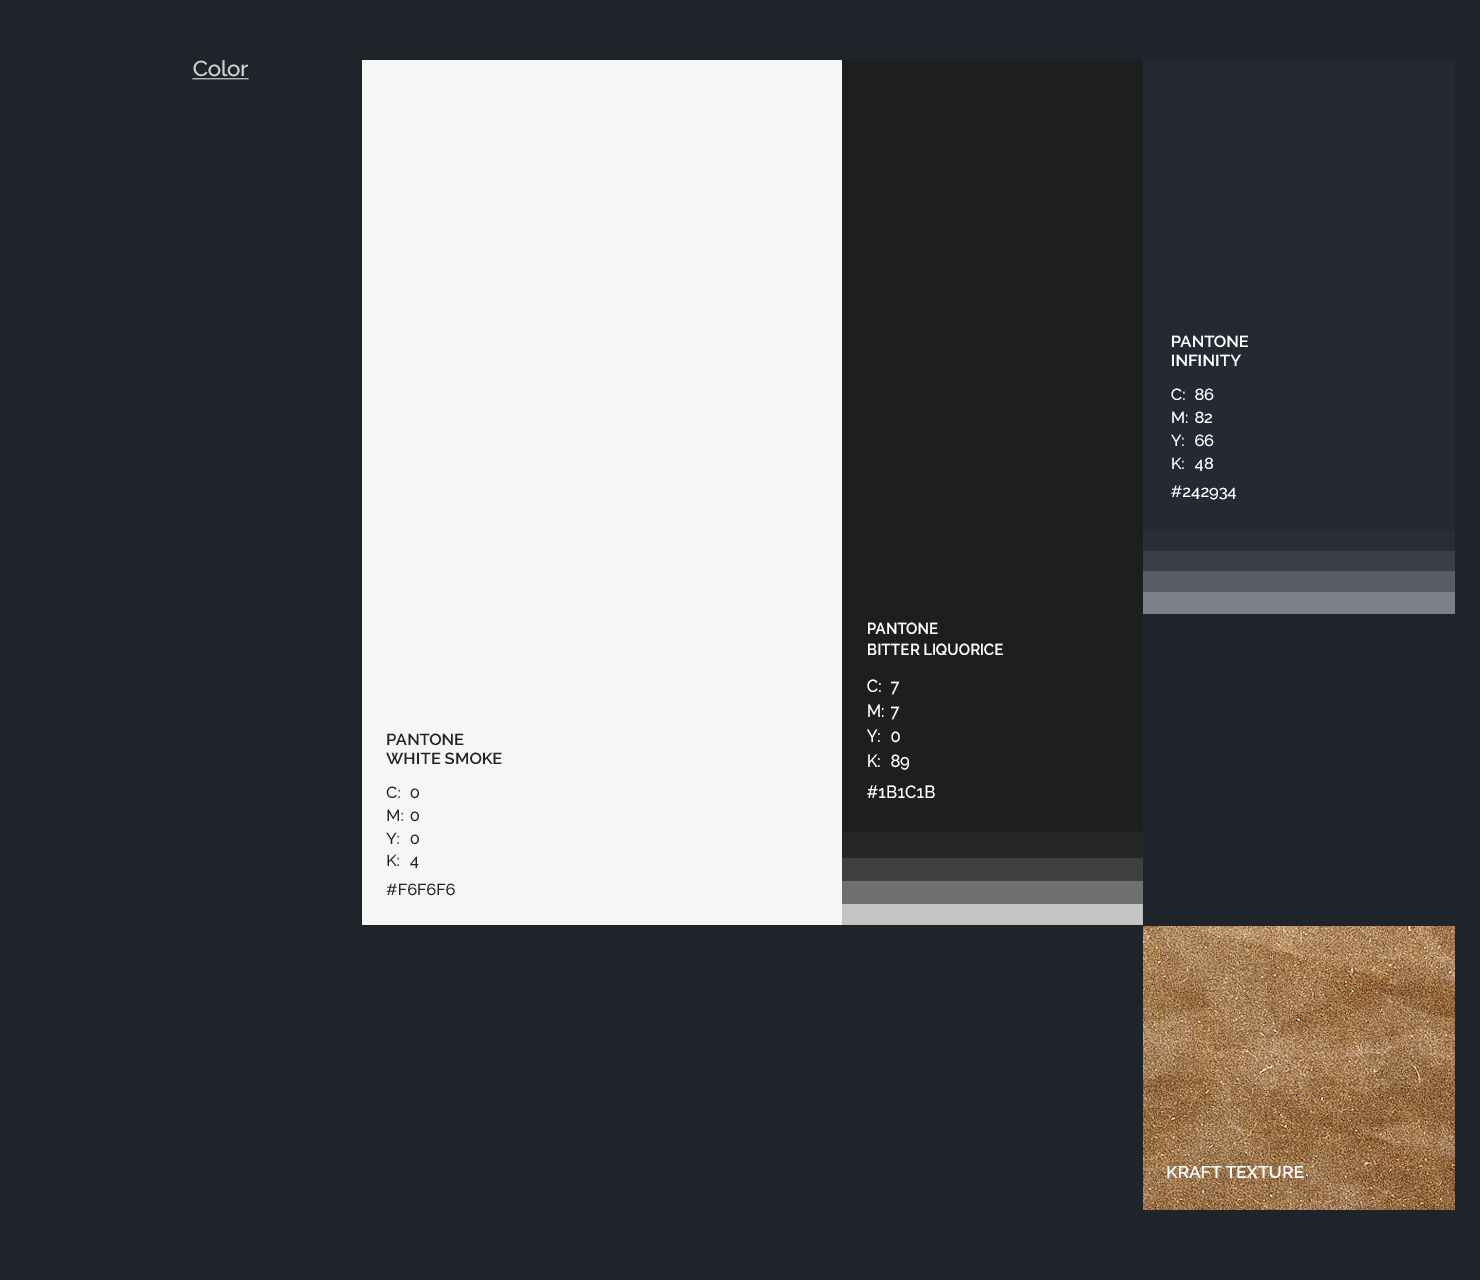 Color
PANTONE
WHITE SMOKE
C: 0
M: 0
Y: 0
K: 4
#F6F6F6
PANTONE
BITTER LIQUORICE
C: 7
M: 7
Y: 0
K: 89
#1B1C1B
PANTONE
INFINITY
C: 86
M: 82
Y: 66
K: 48
#242934
KRAFT TEXTURE